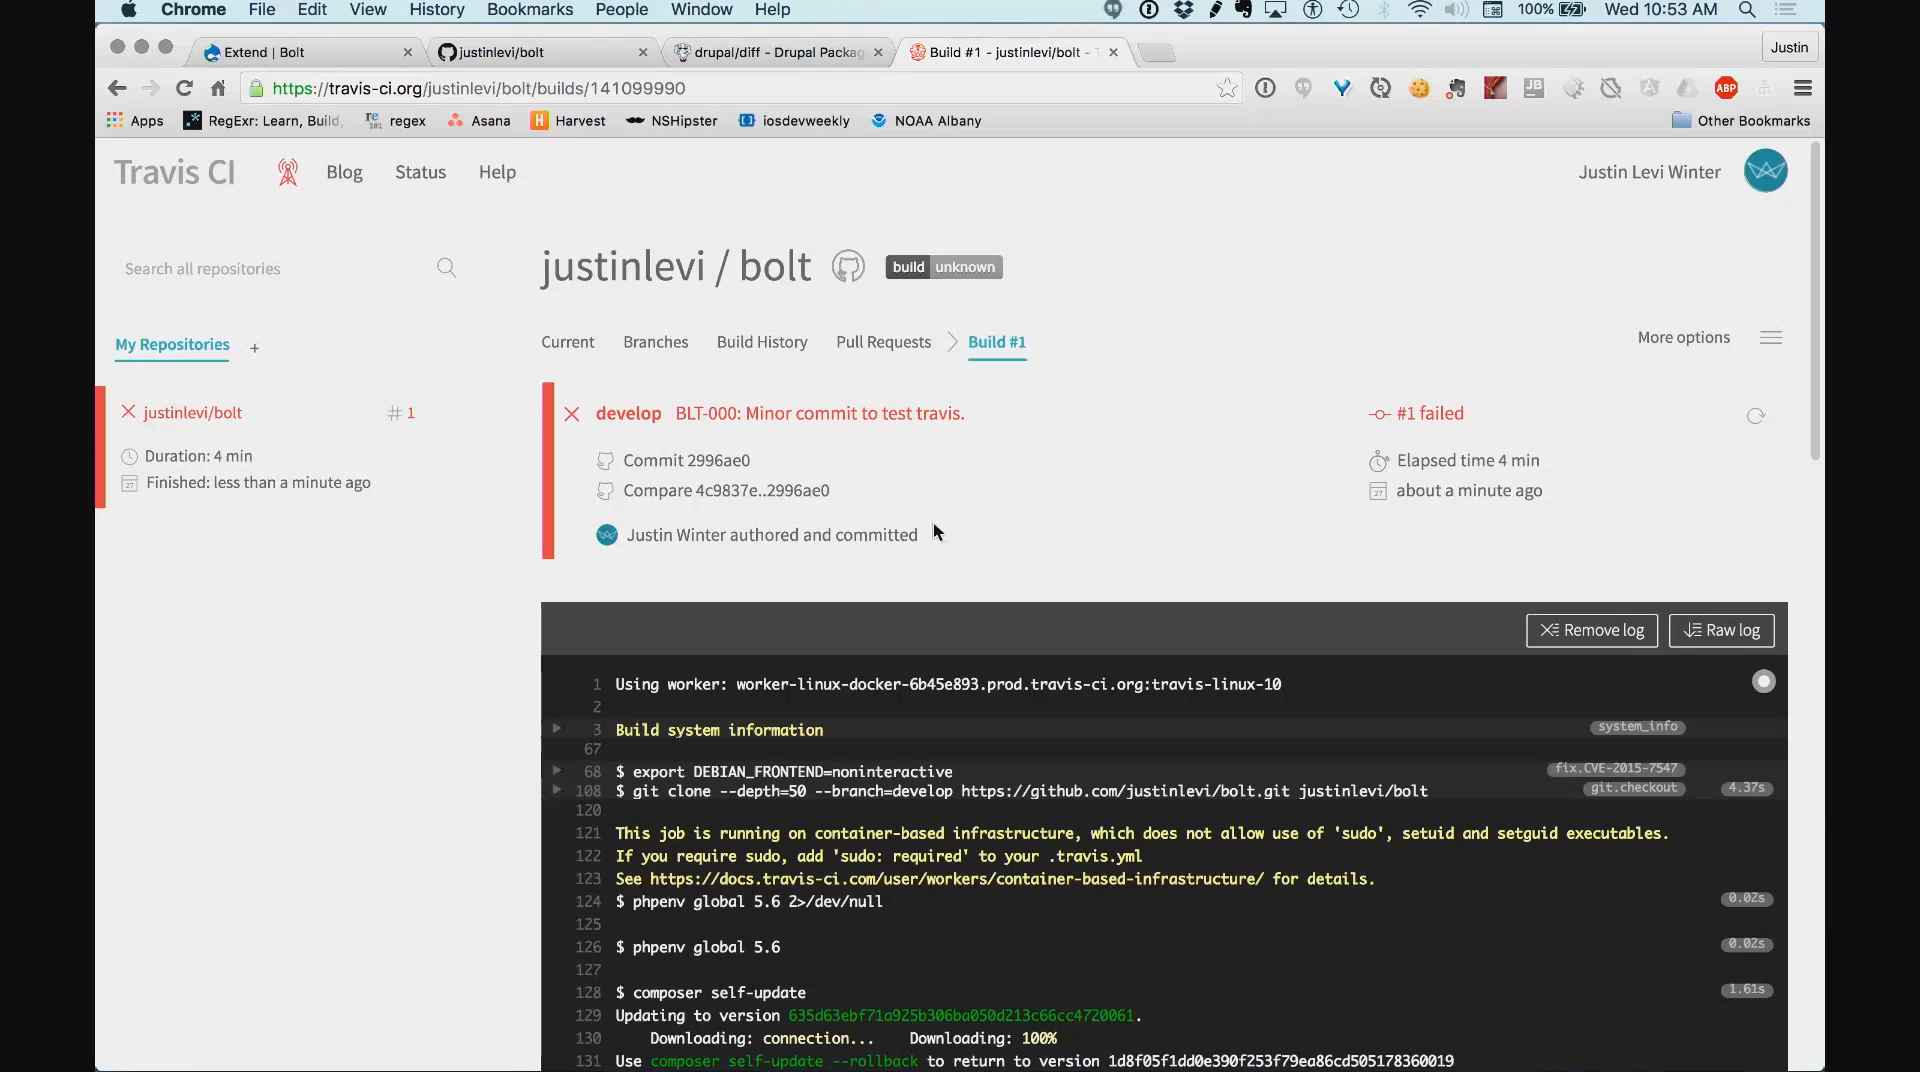 Chrome File Edit View History Bookmarks People Window Help 100% Wed 10:53 AM
Extend | Bolt justinlevi/bolt drupal/diff - Drupal Packag Build #1 - justinlevi/bolt - Justin
https://travis-ci.org/justinlevi/bolt/builds/141099990
Apps RegExr: Learn, Build, regex Asana Harvest NSHipster iosdevweekly NOAA Albany Other Bookmarks
Travis CI Blog Status Help Justin Levi Winter
Search all repositories
justinlevi / bolt build unknown
My Repositories +
Current Branches Build History Pull Requests Build #1 More options
justinlevi/bolt # 1
Duration: 4 min
Finished: less than a minute ago
develop BLT-000: Minor commit to test travis. #1 failed
Commit 2996ae0 Elapsed time 4 min
Compare 4c9837e..2996ae0 about a minute ago
Justin Winter authored and committed
Remove log Raw log
1 Using worker: worker-linux-docker-6b45e893.prod.travis-ci.org:travis-linux-10
2
3 Build system information system_info
67
68 $ export DEBIAN_FRONTEND=noninteractive fix.CVE-2015-7547
108 $ git clone --depth=50 --branch=develop https://github.com/justinlevi/bolt.git justinlevi/bolt git.checkout 4.37s
120
121 This job is running on container-based infrastructure, which does not allow use of 'sudo', setuid and setguid executables.
122 If you require sudo, add 'sudo: required' to your .travis.yml
123 See https://docs.travis-ci.com/user/workers/container-based-infrastructure/ for details.
124 $ phpenv global 5.6 2>/dev/null 0.02s
125
126 $ phpenv global 5.6 0.02s
127
128 $ composer self-update 1.61s
129 Updating to version 635d63ebf71a925b306ba050d213c66cc4720061.
130 Downloading: connection... Downloading: 100%
131 Use composer self-update --rollback to return to version 1d8f05f1dd0e390f253f79ea86cd505178360019